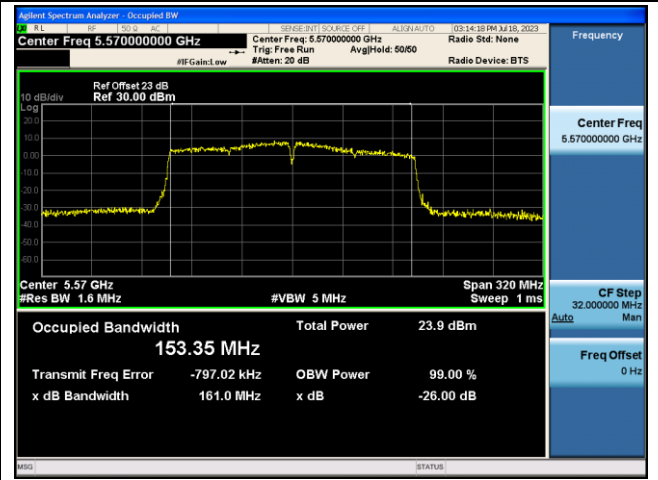 Agilent Spectrum Analyzer - Occupied BW
RL RF 50 Ω AC SENSE:INT SOURCE OFF ALIGN AUTO 03:14:18 PM Jul 18, 2023
Center Freq 5.570000000 GHz Center Freq: 5.570000000 GHz Radio Std: None Frequency
Trig: Free Run Avg|Hold: 50/50
#IFGain:Low #Atten: 20 dB Radio Device: BTS
Ref Offset 23 dB
10 dB/div Ref 30.00 dBm
Log
20.0
10.0
0.00
-10.0
-20.0
-30.0
-40.0
-50.0
-60.0
Center Freq
5.570000000 GHz
Center 5.57 GHz Span 320 MHz
#Res BW 1.6 MHz #VBW 5 MHz Sweep 1 ms
CF Step
32.000000 MHz
Auto Man
Occupied Bandwidth Total Power 23.9 dBm
153.35 MHz
Freq Offset
0 Hz
Transmit Freq Error -797.02 kHz OBW Power 99.00 %
x dB Bandwidth 161.0 MHz x dB -26.00 dB
MSG STATUS